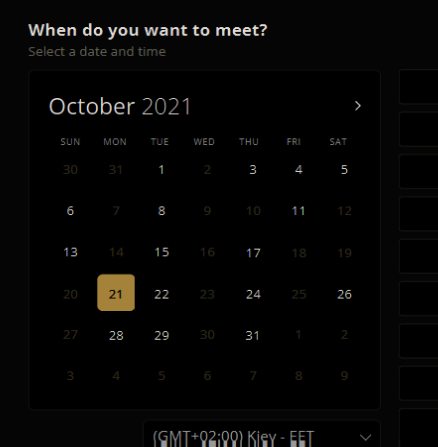 When do you want to meet?
Select a date and time
October 2021
SUN MON TUE WED THU FRI SAT
30 31 1 2 3 4 5
6 7 8 9 10 11 12
13 14 15 16 17 18 19
20 21 22 23 24 25 26
27 28 29 30 31 1 2
3 4 5 6 7 8 9
(GMT+02:00) Kiev - EET